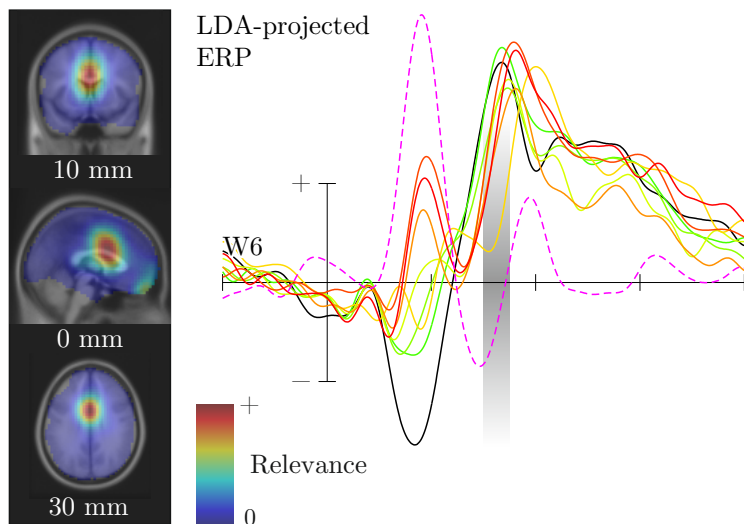 LDA-projected
ERP
10 mm
+
W6
0 mm
−
+
Relevance
30 mm
0